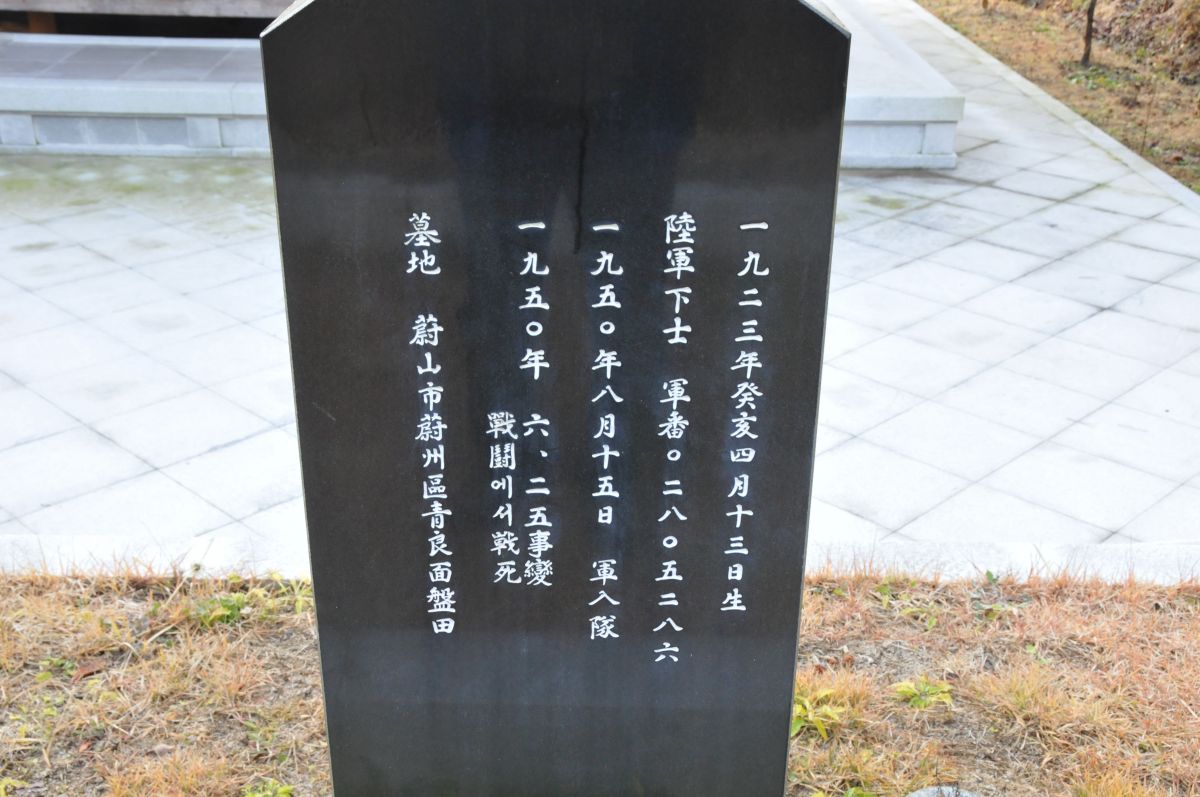 一九二三年癸亥四月十三日生
陸軍下士 軍番〇二八〇五二八六
一九五〇年八月十五日 軍入隊
一九五〇年 六、二五事變
戰鬪에서戦死
墓地 蔚山市蔚州區青良面盤田